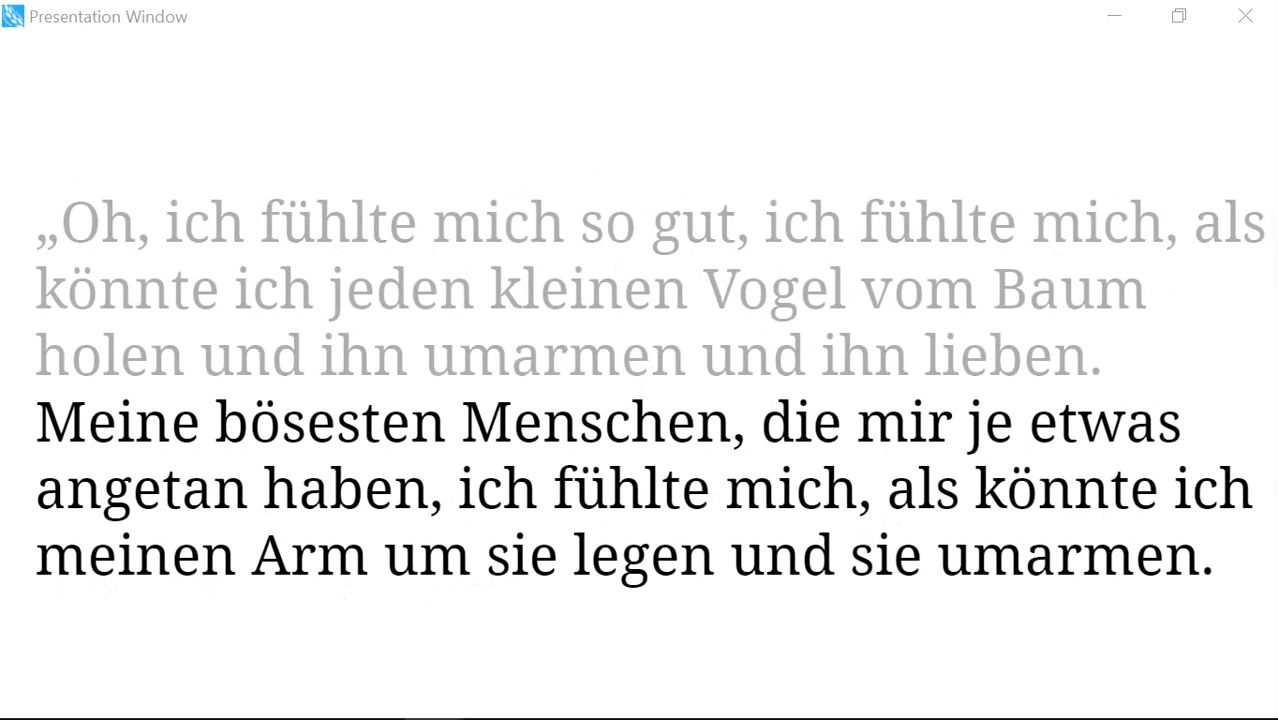 Presentation Window
„Oh, ich fühlte mich so gut, ich fühlte mich, als
könnte ich jeden kleinen Vogel vom Baum
holen und ihn umarmen und ihn lieben.
Meine bösesten Menschen, die mir je etwas
angetan haben, ich fühlte mich, als könnte ich
meinen Arm um sie legen und sie umarmen.